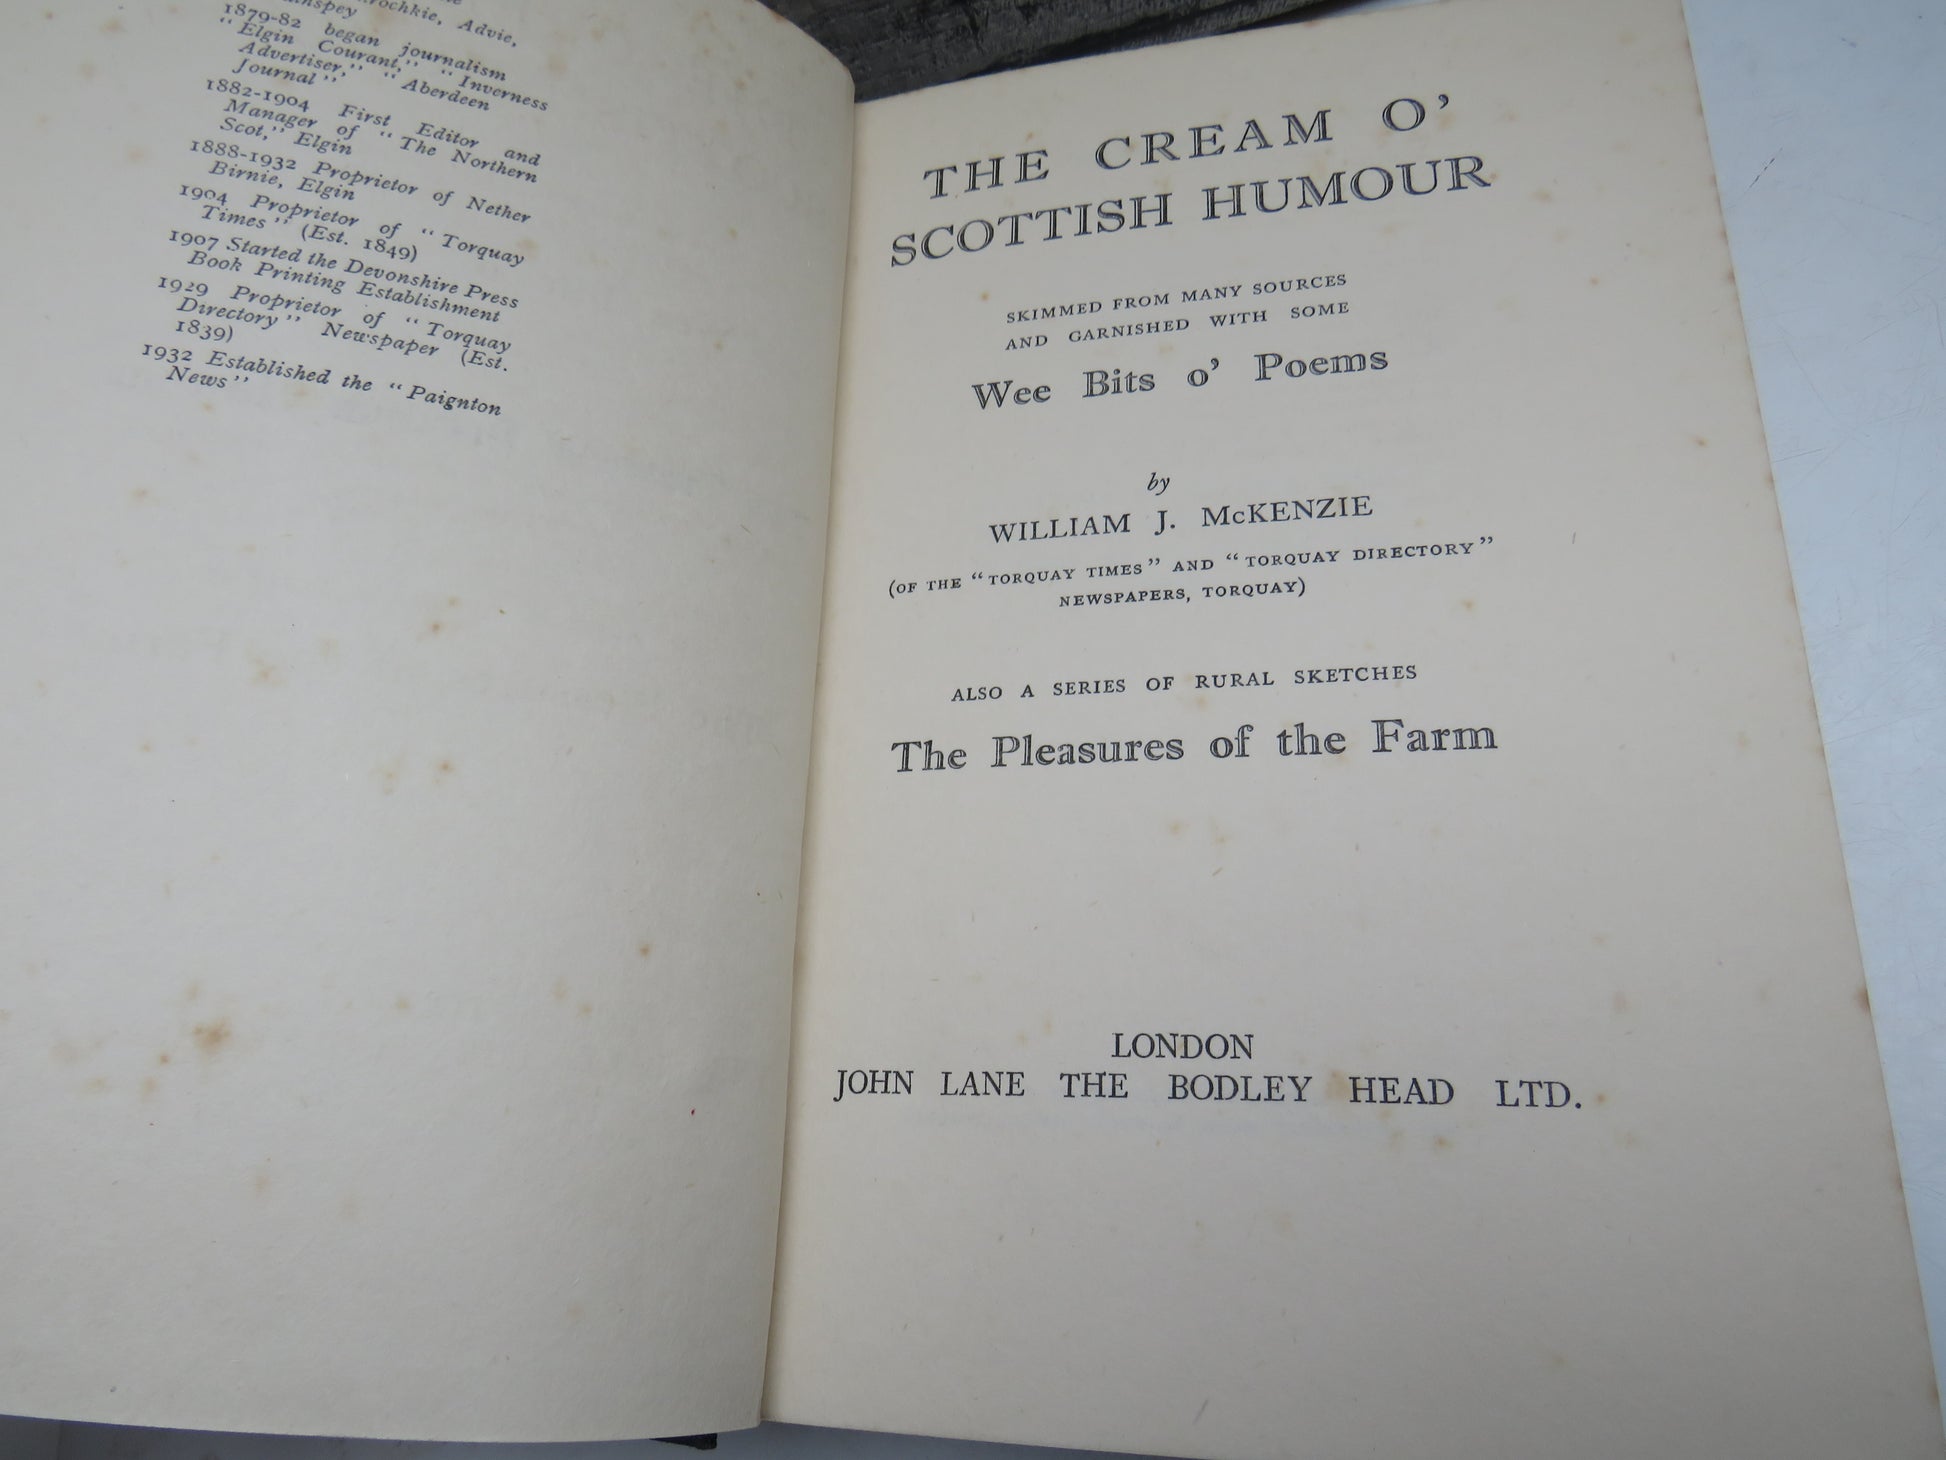 Advie,
1879-82 began journalism
"Elgin Courant," "Inverness
Advertiser," "Aberdeen
Journal"
1882-1904 First Editor and
Manager of "The Northern
Scot," Elgin
1888-1932 Proprietor of Nether
Birnie, Elgin
1904 Proprietor of "Torquay
Times" (Est. 1849)
1907 Started the Devonshire Press
Book Printing Establishment
1929 Proprietor of "Torquay
Directory" Newspaper (Est.
1839)
1932 Established the "Paignton
News"
THE CREAM O'
SCOTTISH HUMOUR
SKIMMED FROM MANY SOURCES
AND GARNISHED WITH SOME
Wee Bits o' Poems
by
WILLIAM J. McKENZIE
(OF THE "TORQUAY TIMES" AND "TORQUAY DIRECTORY"
NEWSPAPERS, TORQUAY)
ALSO A SERIES OF RURAL SKETCHES
The Pleasures of the Farm
LONDON
JOHN LANE THE BODLEY HEAD LTD.